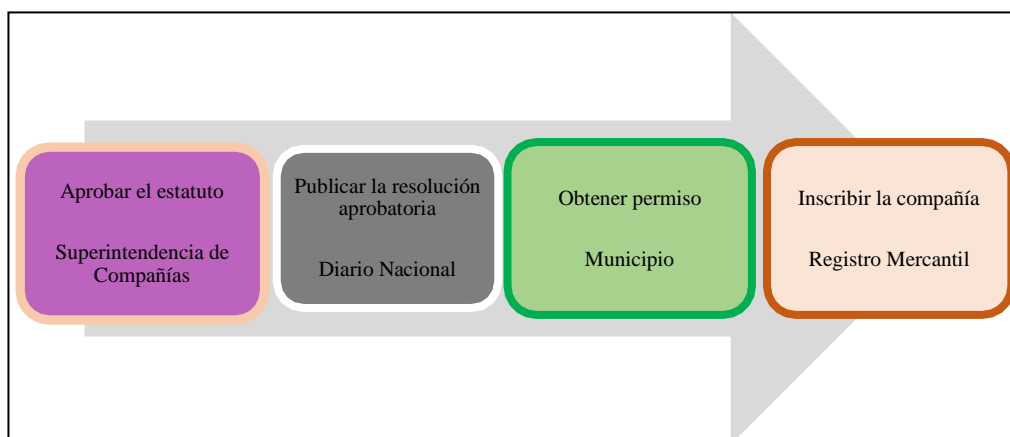 Aprobar el estatuto
Superintendencia de
Compañías
Publicar la resolución
aprobatoria
Diario Nacional
Obtener permiso
Municipio
Inscribir la compañía
Registro Mercantil